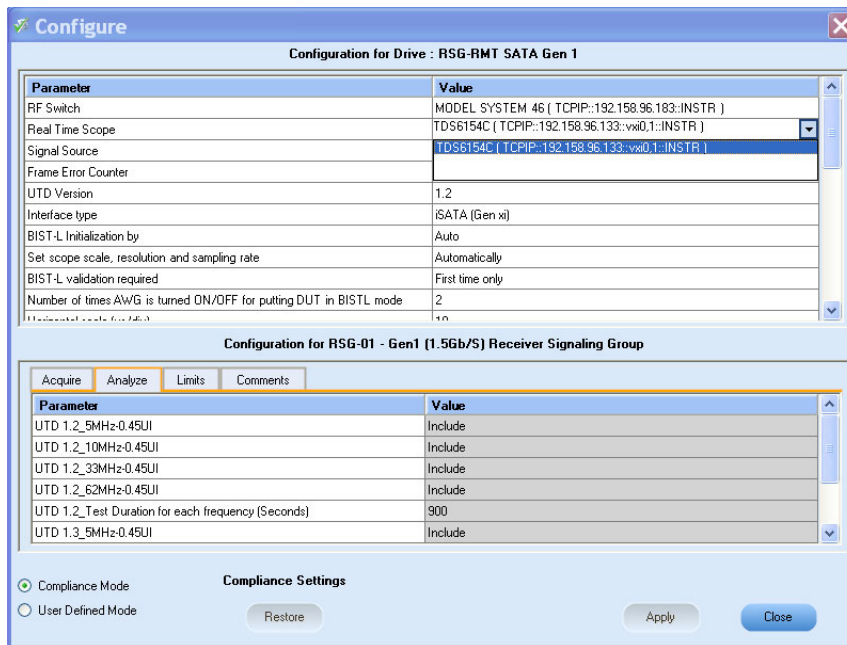 Configure
Configuration for Drive : RSG-RMT SATA Gen 1
Parameter Value
RF Switch MODEL SYSTEM 46 ( TCPIP::192.158.96.183::INSTR )
Real Time Scope TDS6154C ( TCPIP::192.158.96.133::vxi0,1::INSTR )
Signal Source TDS6154C ( TCPIP::192.158.96.133::vxi0,1::INSTR )
Frame Error Counter
UTD Version 1.2
Interface type iSATA (Gen xi)
BIST-L Initialization by Auto
Set scope scale, resolution and sampling rate Automatically
BIST-L validation required First time only
Number of times AWG is turned ON/OFF for putting DUT in BISTL mode 2
Configuration for RSG-01 - Gen1 (1.5Gb/S) Receiver Signaling Group
Acquire Analyze Limits Comments
Parameter Value
UTD 1.2_5MHz-0.45UI Include
UTD 1.2_10MHz-0.45UI Include
UTD 1.2_33MHz-0.45UI Include
UTD 1.2_62MHz-0.45UI Include
UTD 1.2_Test Duration for each frequency (Seconds) 900
UTD 1.3_5MHz-0.45UI Include
Compliance Mode Compliance Settings
User Defined Mode Restore Apply Close